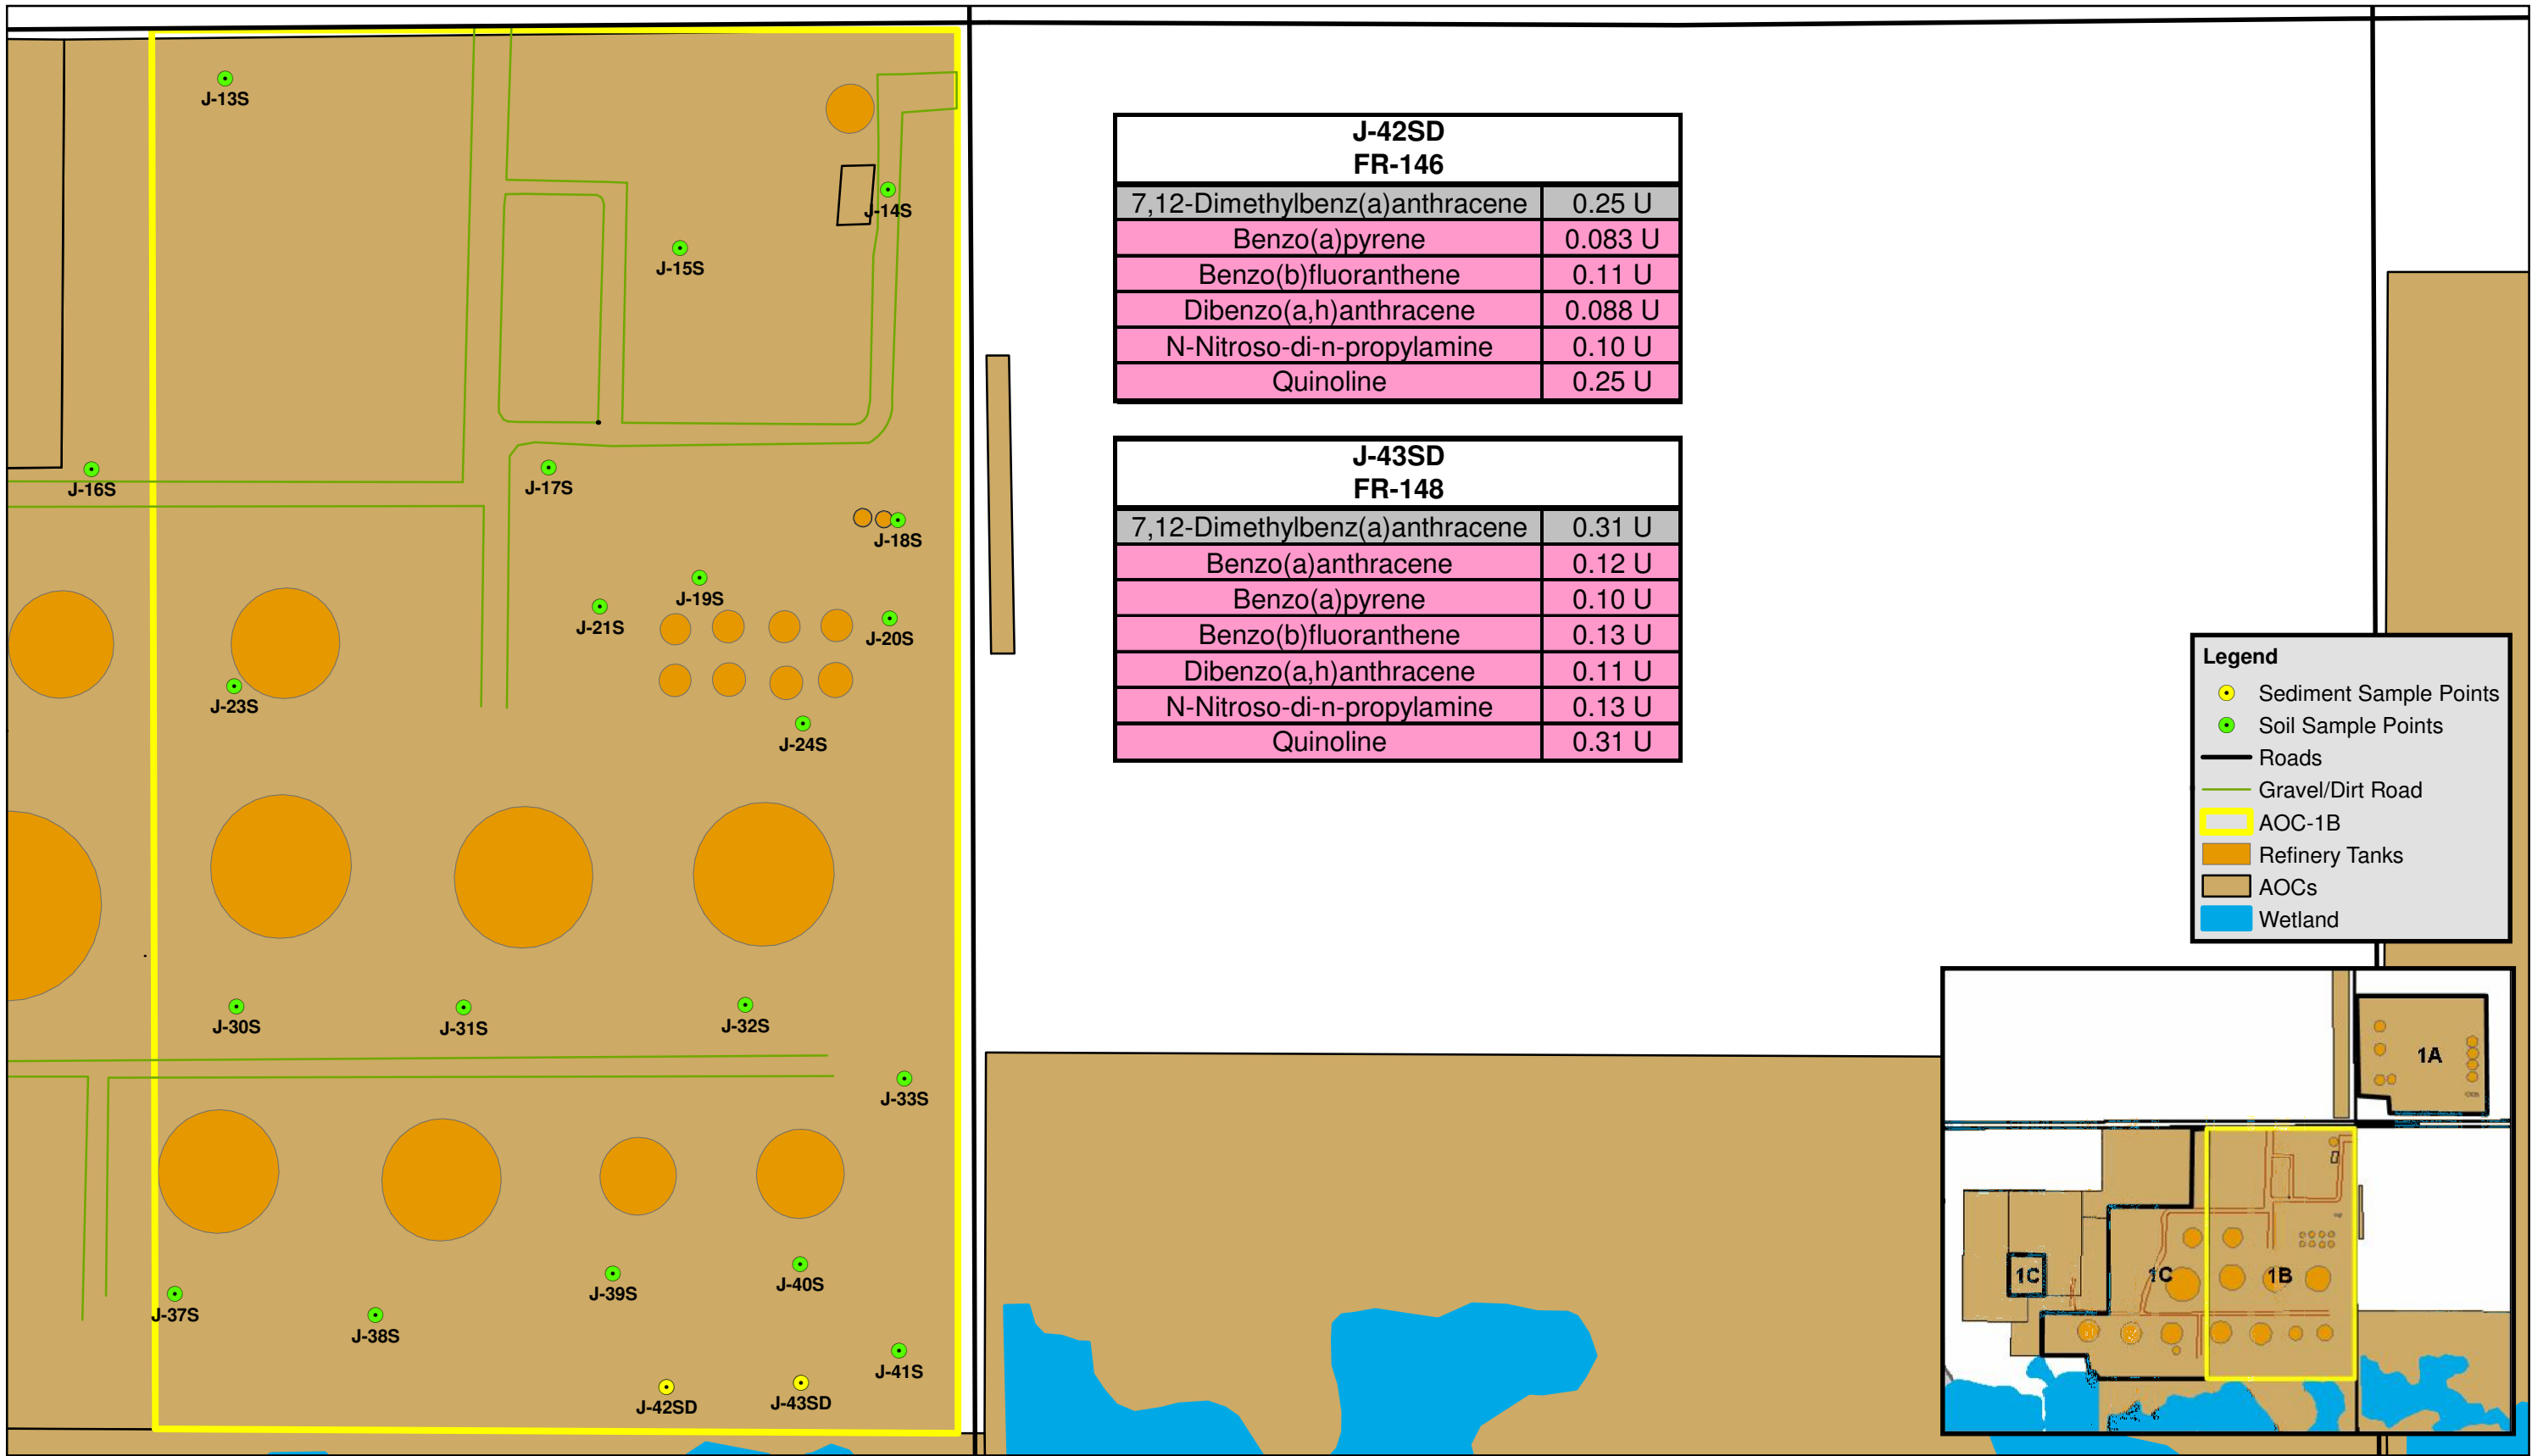 J-13S
J-14S
J-15S
J-16S
J-17S
J-18S
J-19S
J-21S
J-20S
J-23S
J-24S
J-30S
J-31S
J-32S
J-33S
J-37S
J-38S
J-39S
J-40S
J-41S
J-42SD
J-43SD
J-42SD
FR-146
7,12-Dimethylbenz(a)anthracene 0.25 U
Benzo(a)pyrene 0.083 U
Benzo(b)fluoranthene 0.11 U
Dibenzo(a,h)anthracene 0.088 U
N-Nitroso-di-n-propylamine 0.10 U
Quinoline 0.25 U
J-43SD
FR-148
7,12-Dimethylbenz(a)anthracene 0.31 U
Benzo(a)anthracene 0.12 U
Benzo(a)pyrene 0.10 U
Benzo(b)fluoranthene 0.13 U
Dibenzo(a,h)anthracene 0.11 U
N-Nitroso-di-n-propylamine 0.13 U
Quinoline 0.31 U
Legend
Sediment Sample Points
Soil Sample Points
Roads
Gravel/Dirt Road
AOC-1B
Refinery Tanks
AOCs
Wetland
1A
1C
1C
1B